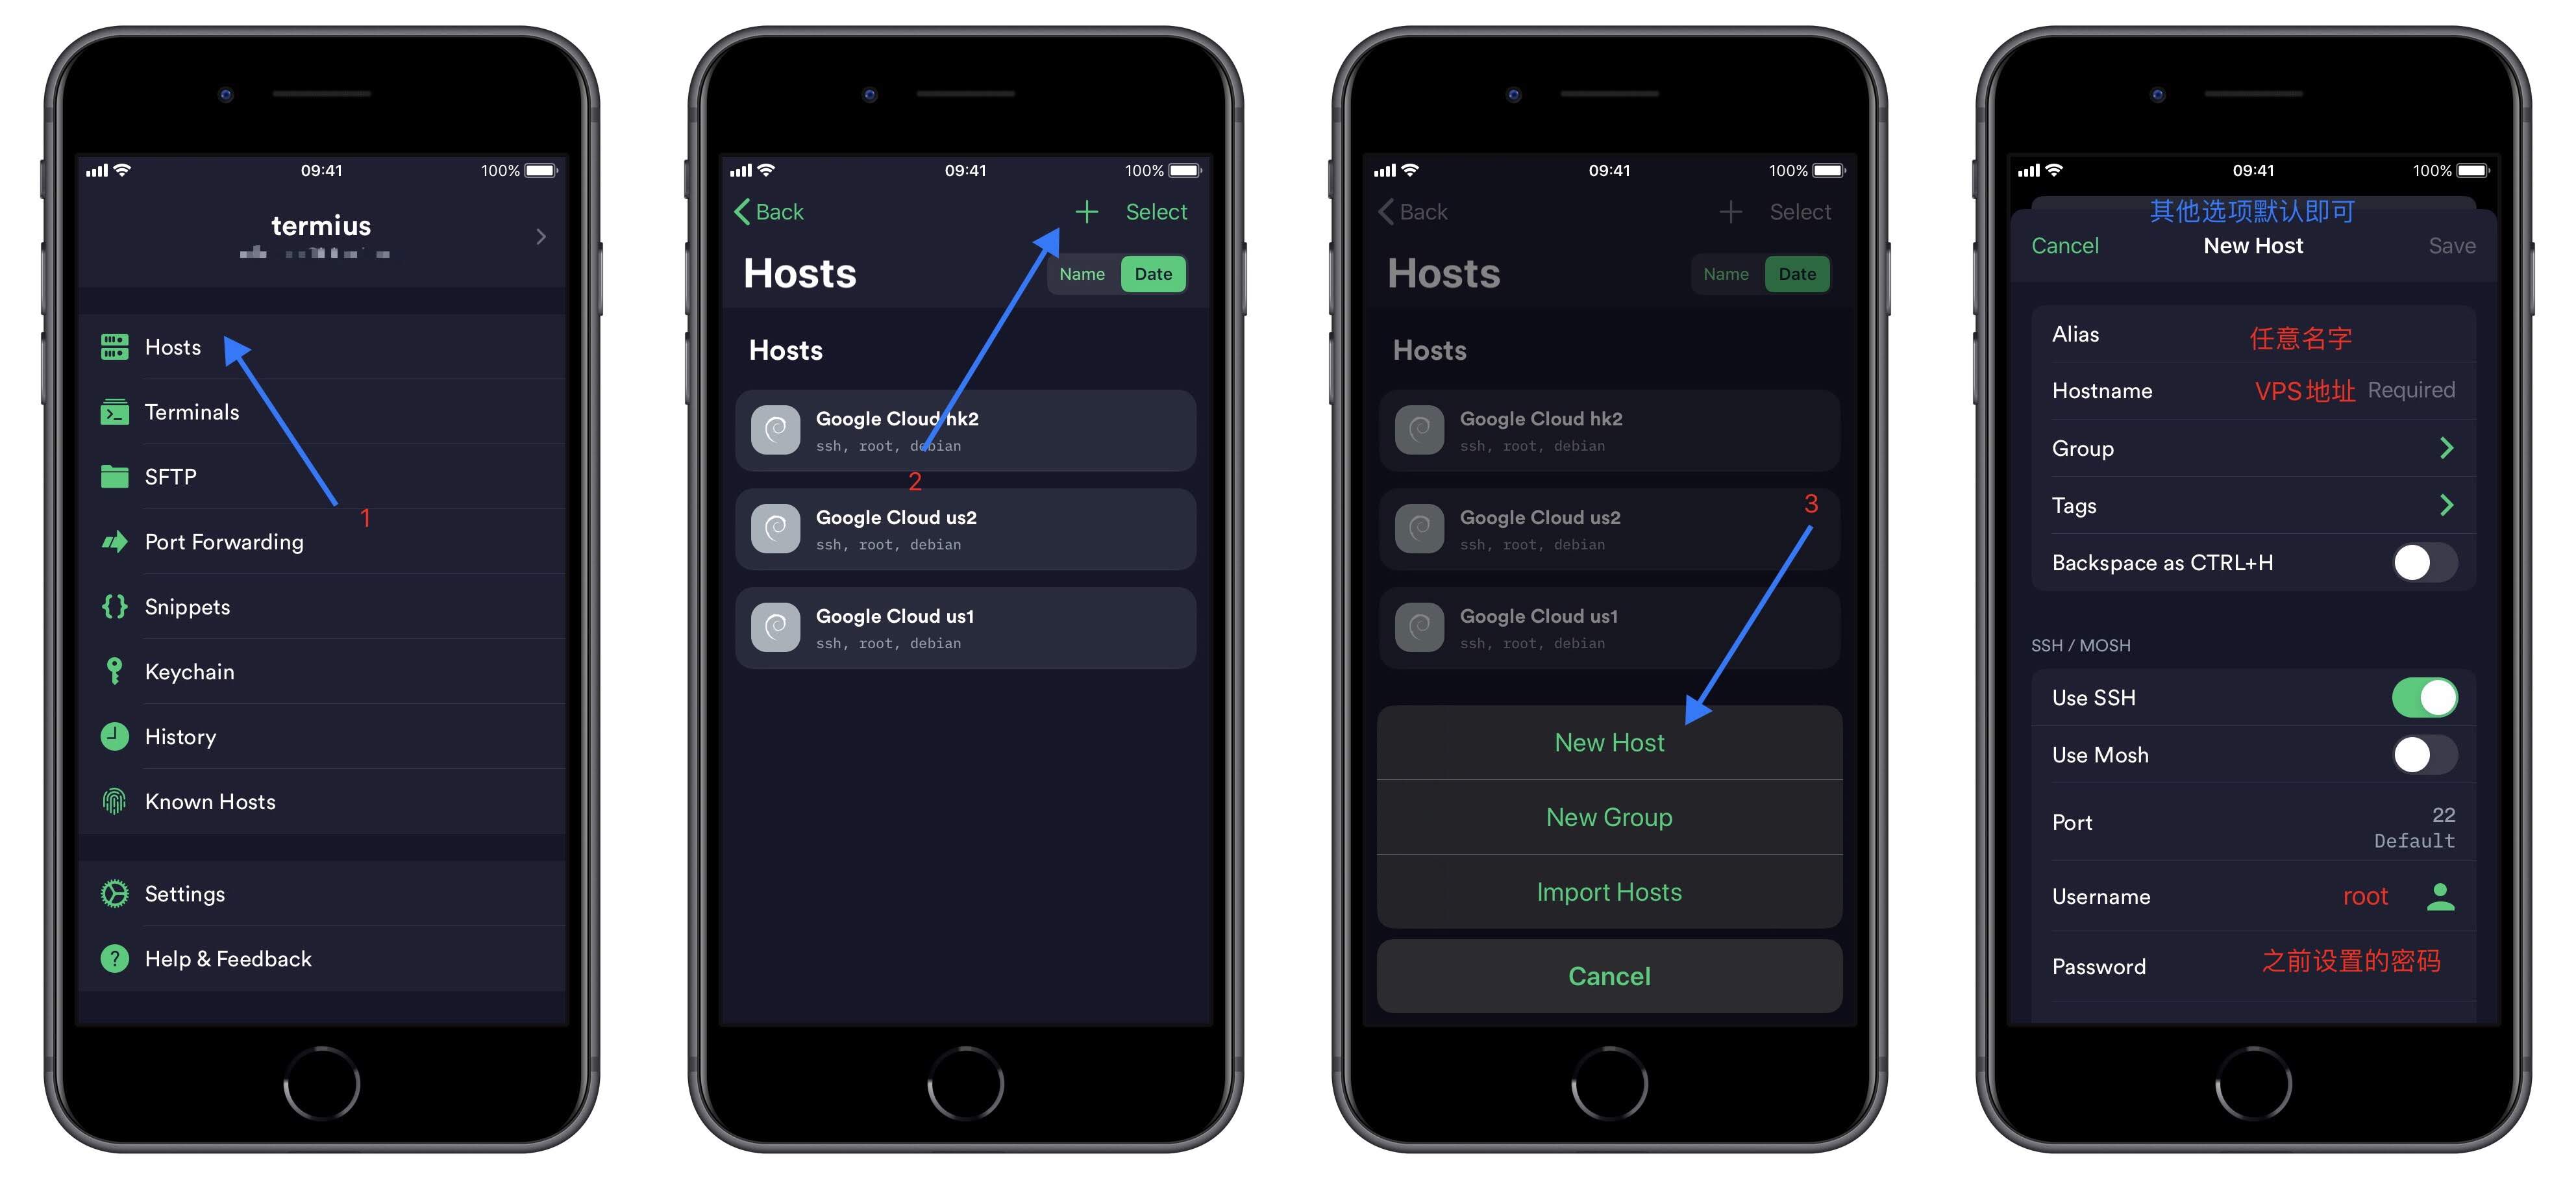 09:41
100%
termius
Hosts
1
Terminals
SFTP
Port Forwarding
Snippets
Keychain
History
Known Hosts
Settings
Help & Feedback
09:41
100%
Back
Select
Hosts
Name
Date
Hosts
Google Cloud hk2
ssh, root, debian
2
Google Cloud us2
ssh, root, debian
Google Cloud us1
ssh, root, debian
09:41
100%
Back
Select
Hosts
Name
Date
Hosts
Google Cloud hk2
ssh, root, debian
3
Google Cloud us2
ssh, root, debian
Google Cloud us1
ssh, root, debian
New Host
New Group
Import Hosts
Cancel
09:41
100%
其他选项默认即可
Cancel
New Host
Save
Alias 任意名字
Hostname VPS地址 Required
Group
Tags
Backspace as CTRL+H
SSH / MOSH
Use SSH
Use Mosh
Port 22
Default
Username root
Password 之前设置的密码